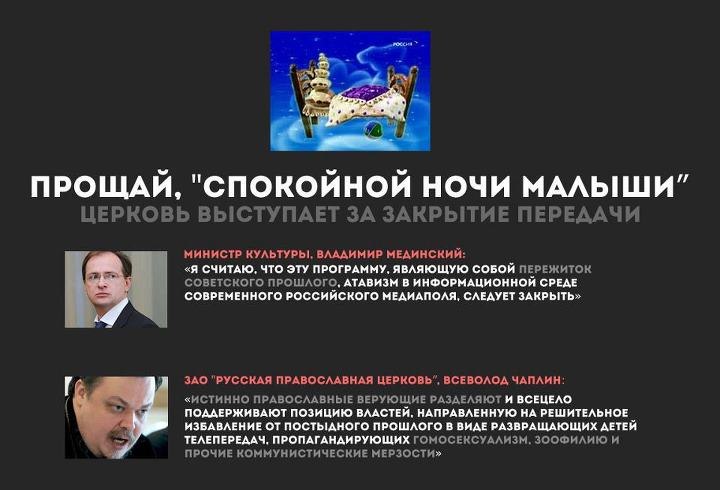 РОССИЯ
ПРОЩАЙ, "СПОКОЙНОЙ НОЧИ МАЛЫШИ"
ЦЕРКОВЬ ВЫСТУПАЕТ ЗА ЗАКРЫТИЕ ПЕРЕДАЧИ
МИНИСТР КУЛЬТУРЫ, ВЛАДИМИР МЕДИНСКИЙ:
«Я СЧИТАЮ, ЧТО ЭТУ ПРОГРАММУ, ЯВЛЯЮЩУЮ СОБОЙ ПЕРЕЖИТОК
СОВЕТСКОГО ПРОШЛОГО, АТАВИЗМ В ИНФОРМАЦИОННОЙ СРЕДЕ
СОВРЕМЕННОГО РОССИЙСКОГО МЕДИАПОЛЯ, СЛЕДУЕТ ЗАКРЫТЬ»
ЗАО "РУССКАЯ ПРАВОСЛАВНАЯ ЦЕРКОВЬ", ВСЕВОЛОД ЧАПЛИН:
«ИСТИННО ПРАВОСЛАВНЫЕ ВЕРУЮЩИЕ РАЗДЕЛЯЮТ И ВСЕЦЕЛО
ПОДДЕРЖИВАЮТ ПОЗИЦИЮ ВЛАСТЕЙ, НАПРАВЛЕННУЮ НА РЕШИТЕЛЬНОЕ
ИЗБАВЛЕНИЕ ОТ ПОСТЫДНОГО ПРОШЛОГО В ВИДЕ РАЗВРАЩАЮЩИХ ДЕТЕЙ
ТЕЛЕПЕРЕДАЧ, ПРОПАГАНДИРУЮЩИХ ГОМОСЕКСУАЛИЗМ, ЗООФИЛИЮ И
ПРОЧИЕ КОММУНИСТИЧЕСКИЕ МЕРЗОСТИ»